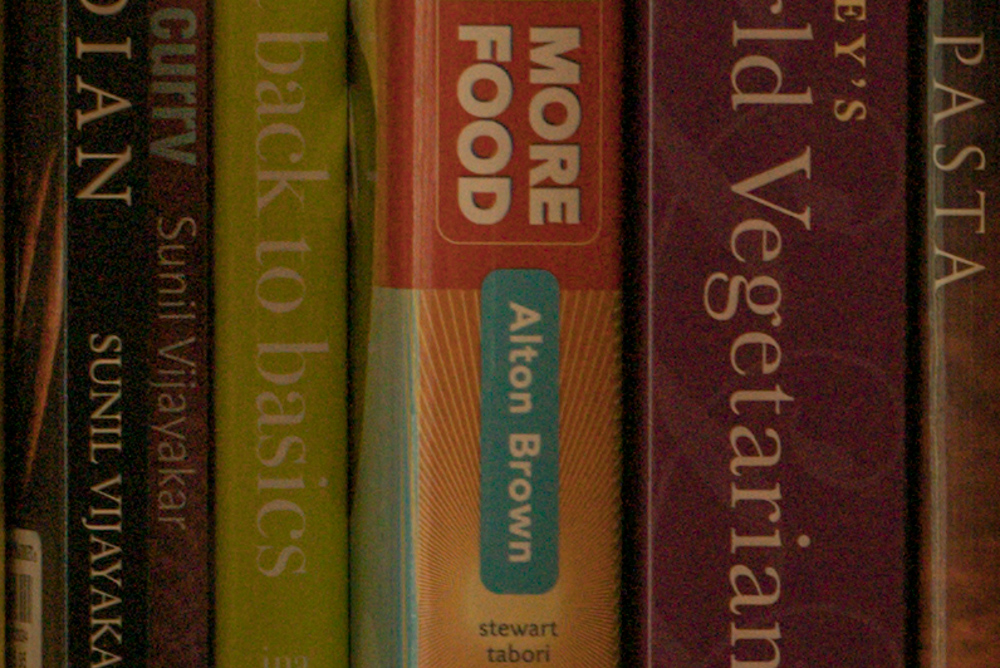 DIAN
SUNIL VIJAYAKA
curry
Sunil Vijayakar
back to basics
MORE
FOOD
Alton Brown
stewart
tabori
EY'S
rld Vegetarian
PASTA